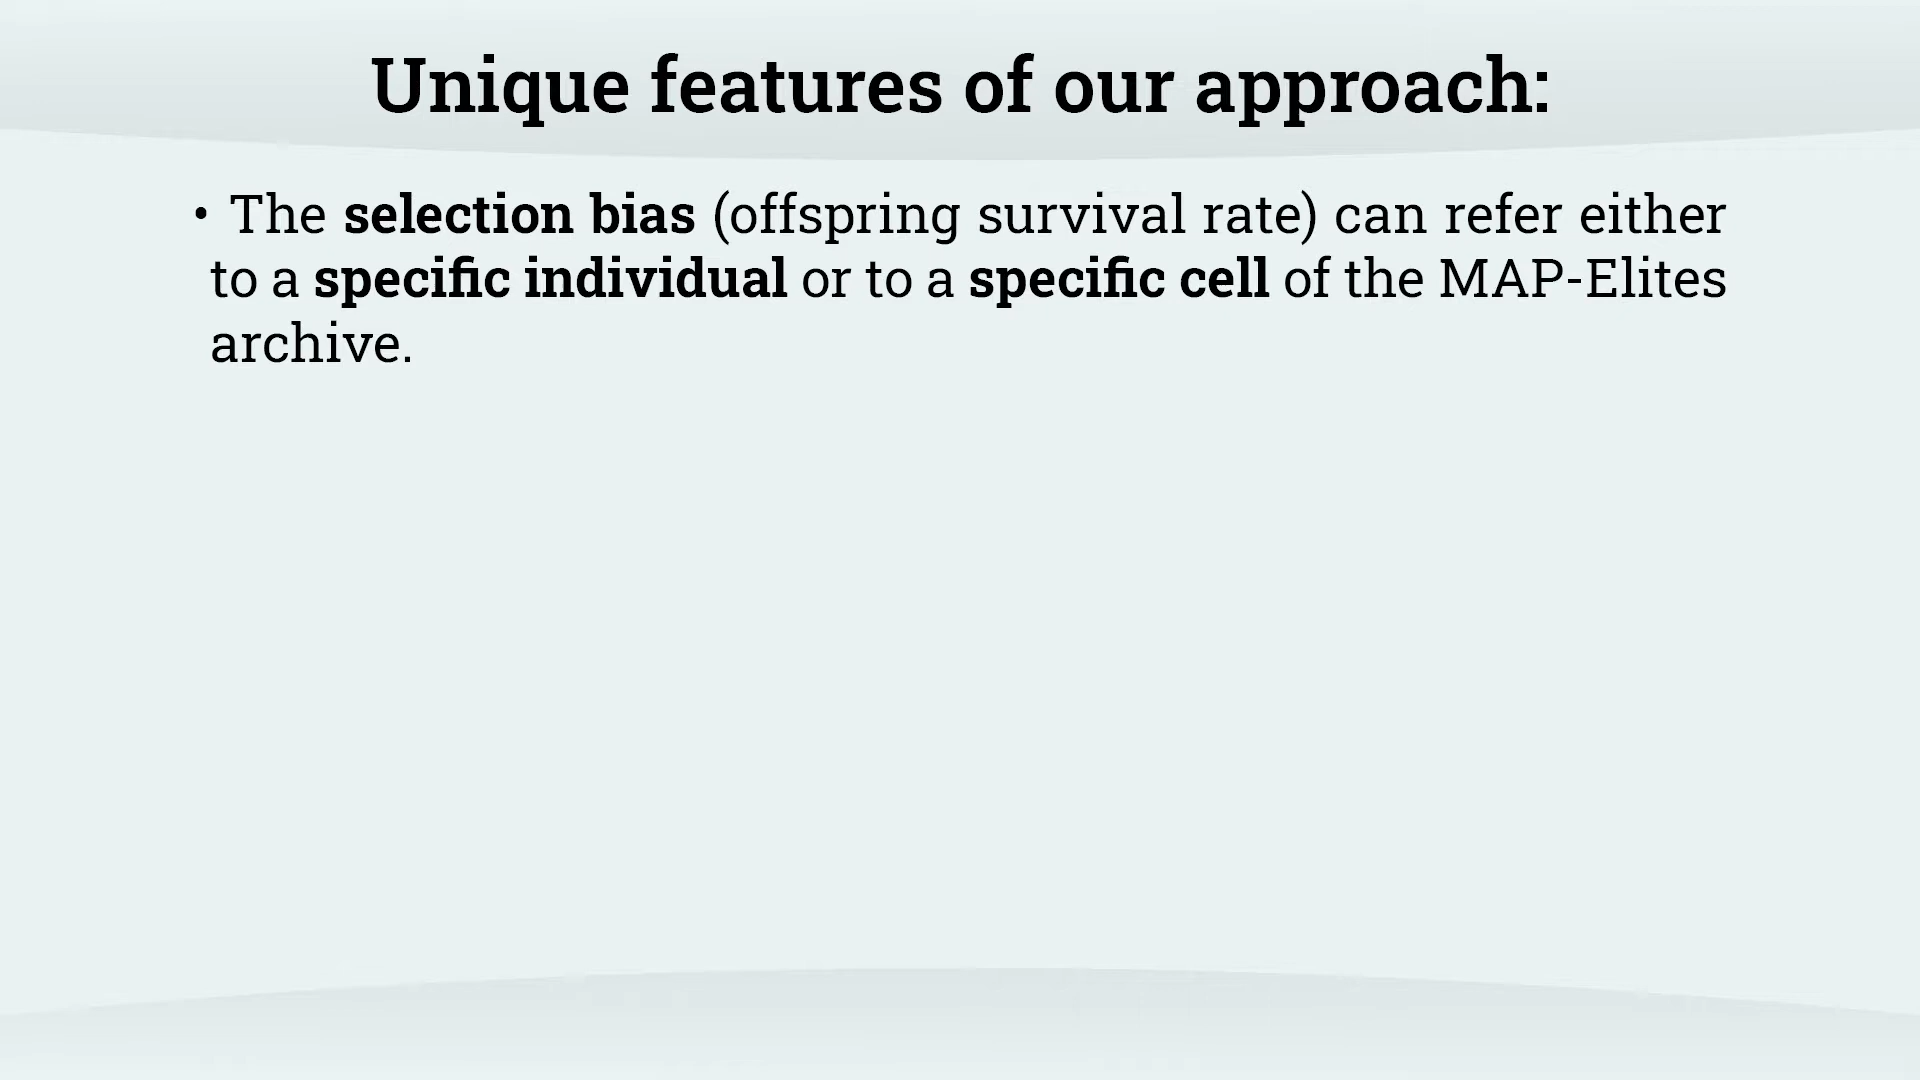 Unique features of our approach:
• The selection bias (offspring survival rate) can refer either
to a specific individual or to a specific cell of the MAP-Elites
archive.